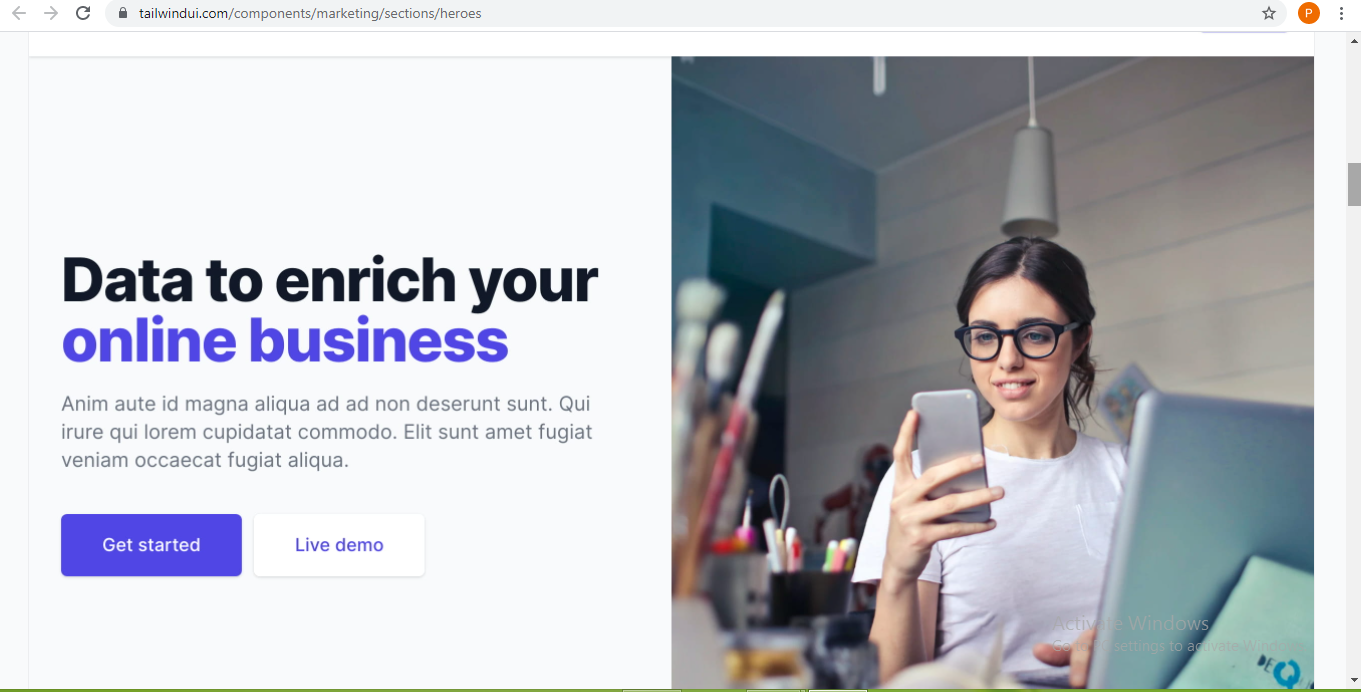 tailwindui.com/components/marketing/sections/heroes
P
Data to enrich your
online business
Anim aute id magna aliqua ad ad non deserunt sunt. Qui
irure qui lorem cupidatat commodo. Elit sunt amet fugiat
veniam occaecat fugiat aliqua.
Get started
Live demo
Activate Windows
Go to PC settings to activate Windows